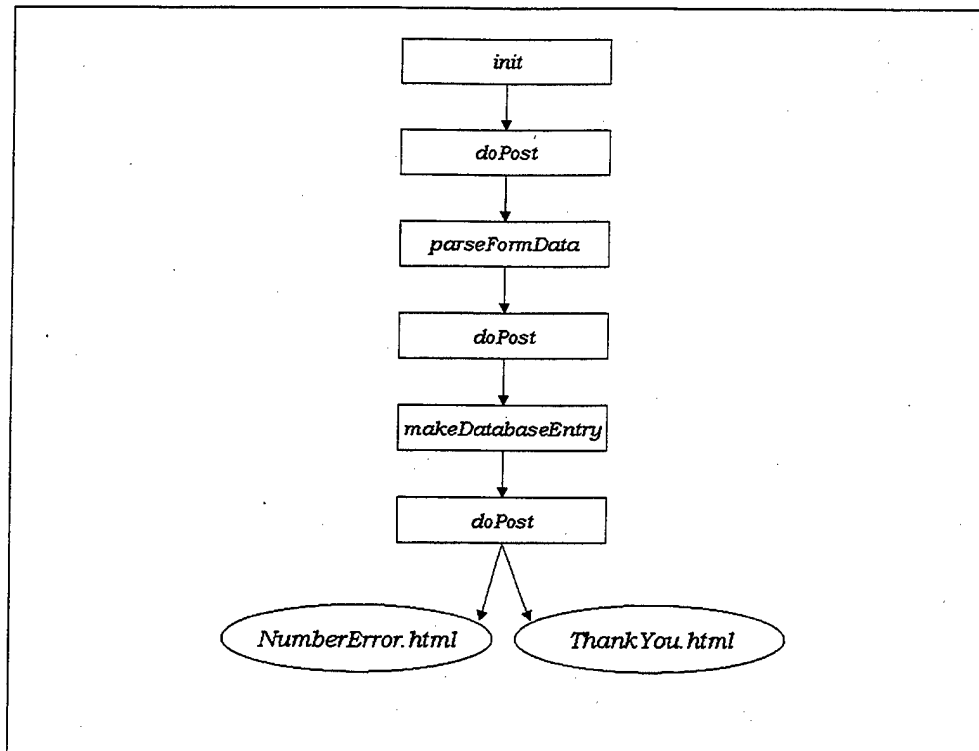 init
doPost
parseFormData
doPost
makeDatabaseEntry
doPost
NumberError.html
ThankYou.html